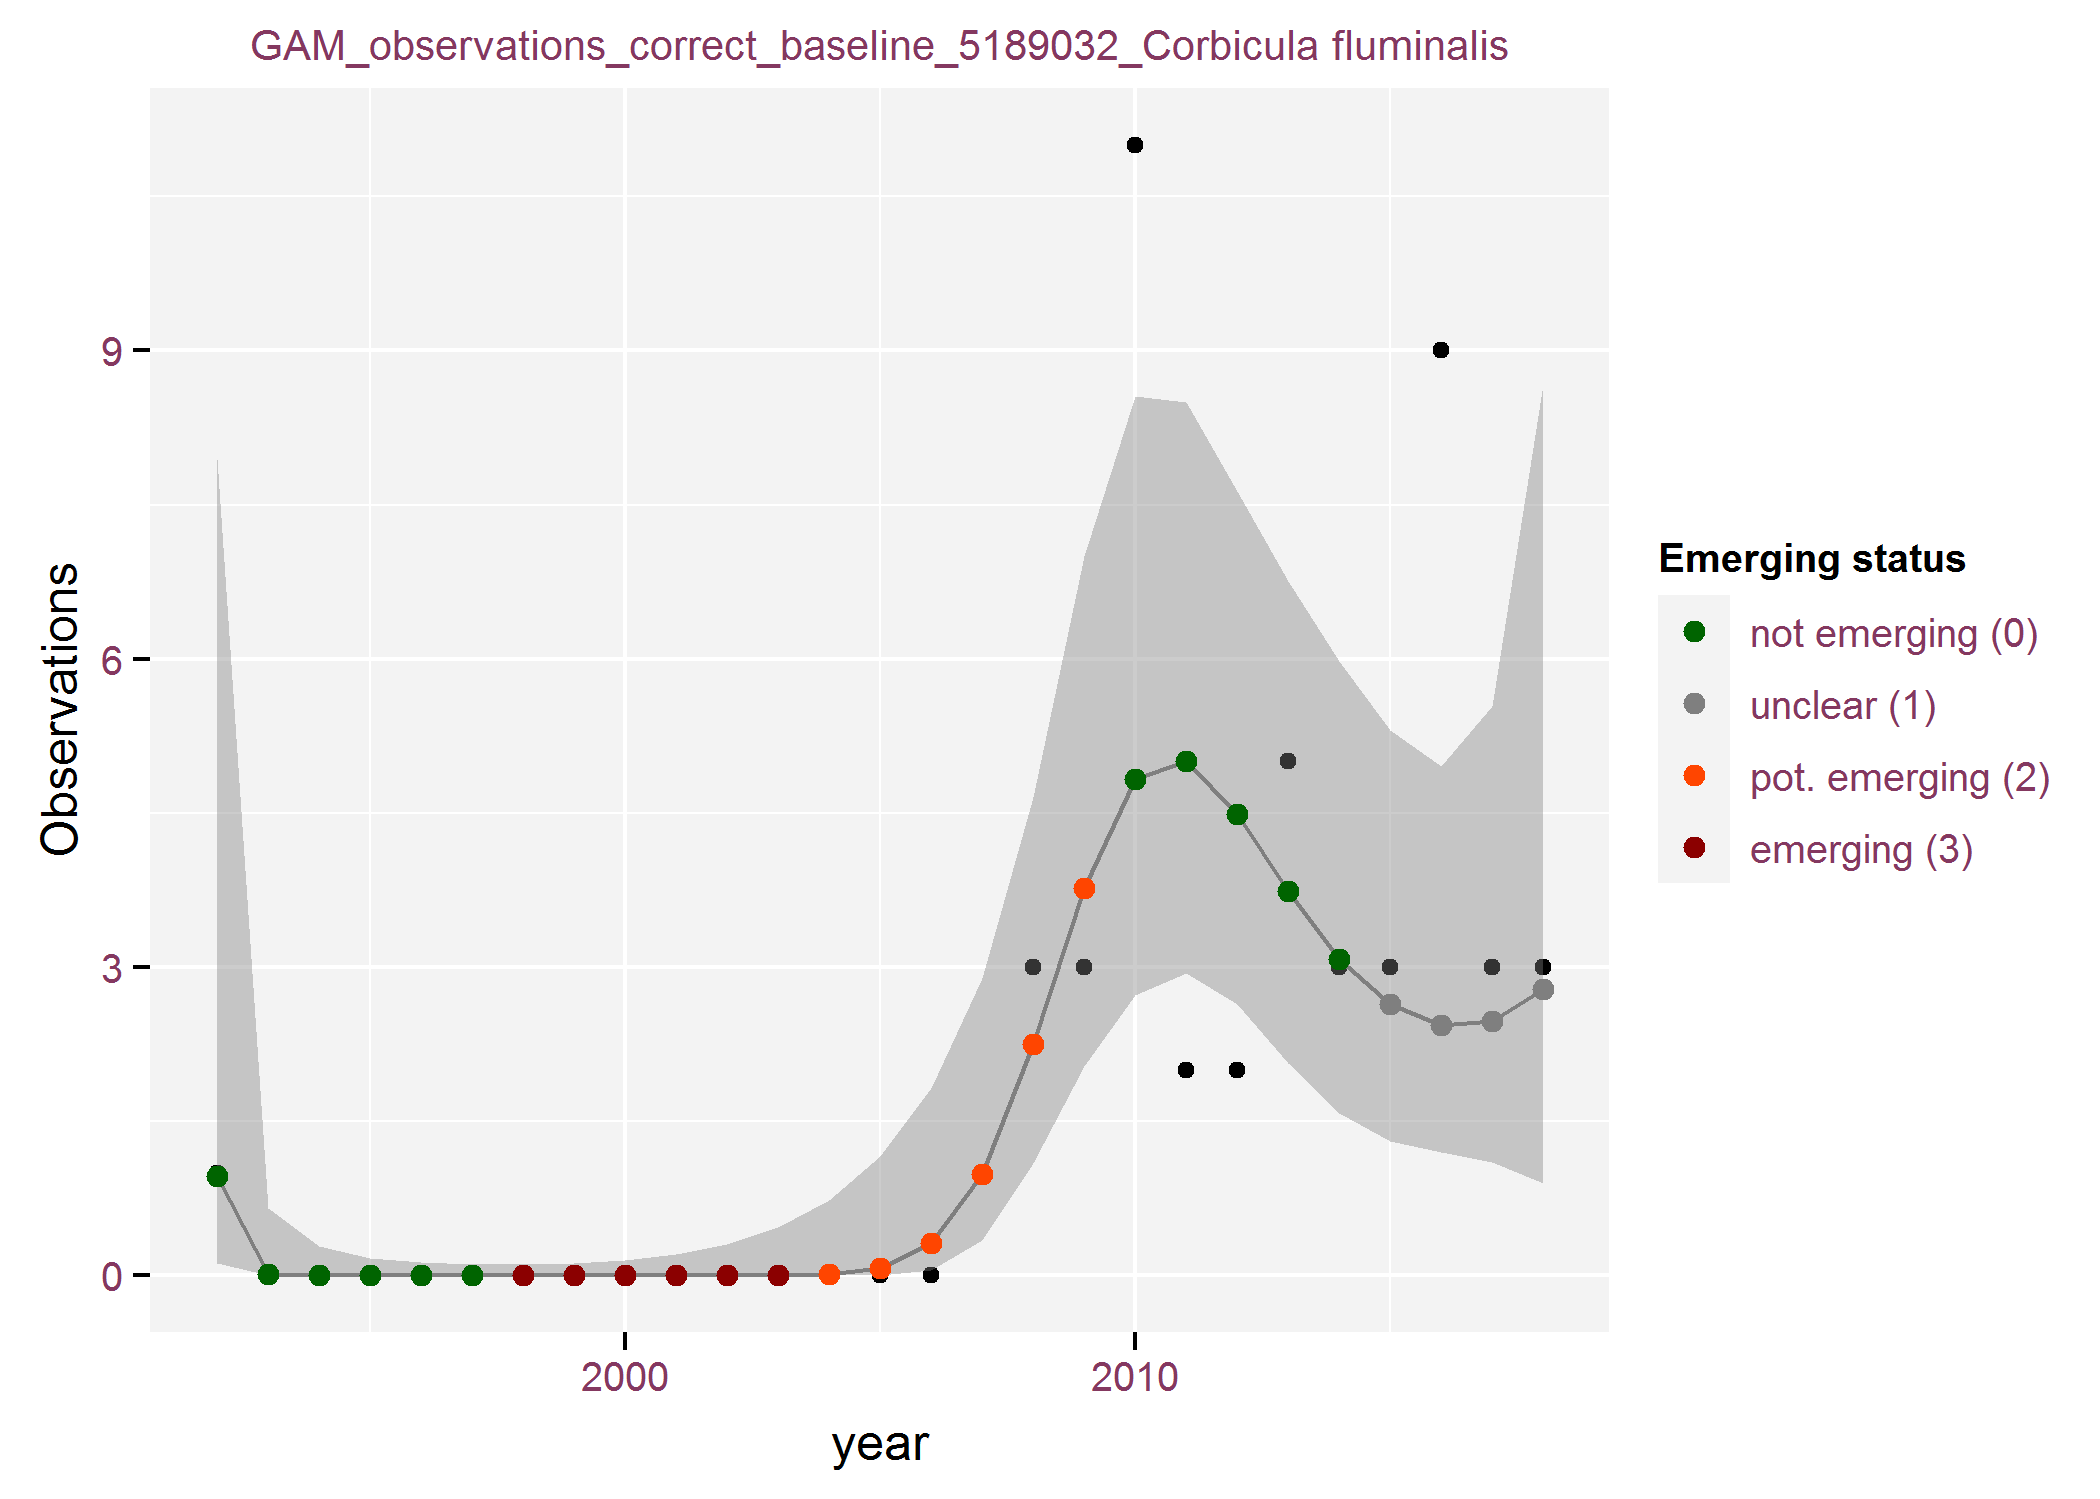 GAM_observations_correct_baseline_5189032_Corbicula fluminalis
Observations
9
6
3
0
2000
2010
year
Emerging status
not emerging (0)
unclear (1)
pot. emerging (2)
emerging (3)